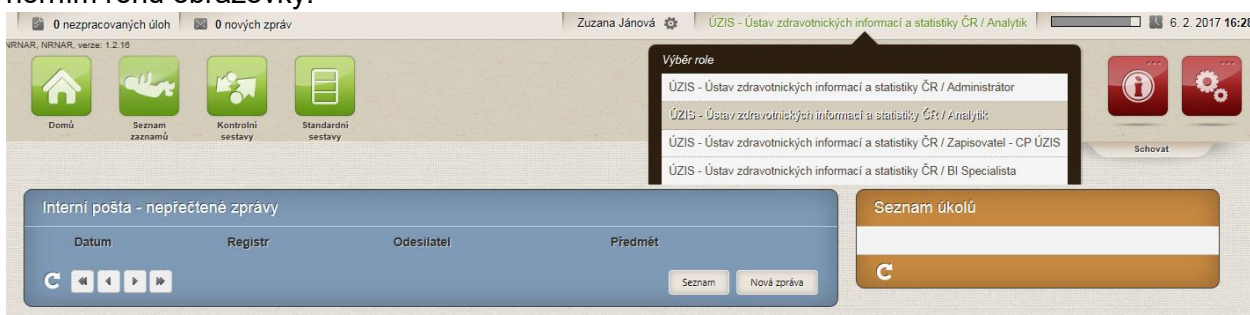 0 nezpracovaných úloh 0 nových zpráv Zuzana Jánová ÚZIS - Ústav zdravotnických informací a statistiky ČR / Analytik 6. 2. 2017 16:28
NRNAR, NRNAR, verze: 1.2.16
Výběr role
ÚZIS - Ústav zdravotnických informací a statistiky ČR / Administrátor
ÚZIS - Ústav zdravotnických informací a statistiky ČR / Analytik
ÚZIS - Ústav zdravotnických informací a statistiky ČR / Zapisovatel - CP ÚZIS
ÚZIS - Ústav zdravotnických informací a statistiky ČR / BI Specialista
Domů
Seznam
zaznamů
Kontrolní
sestavy
Standardní
sestavy
Schovat
Interní pošta - nepřečtené zprávy
Datum Registr Odesilatel Předmět
Seznam Nová zpráva
Seznam úkolů